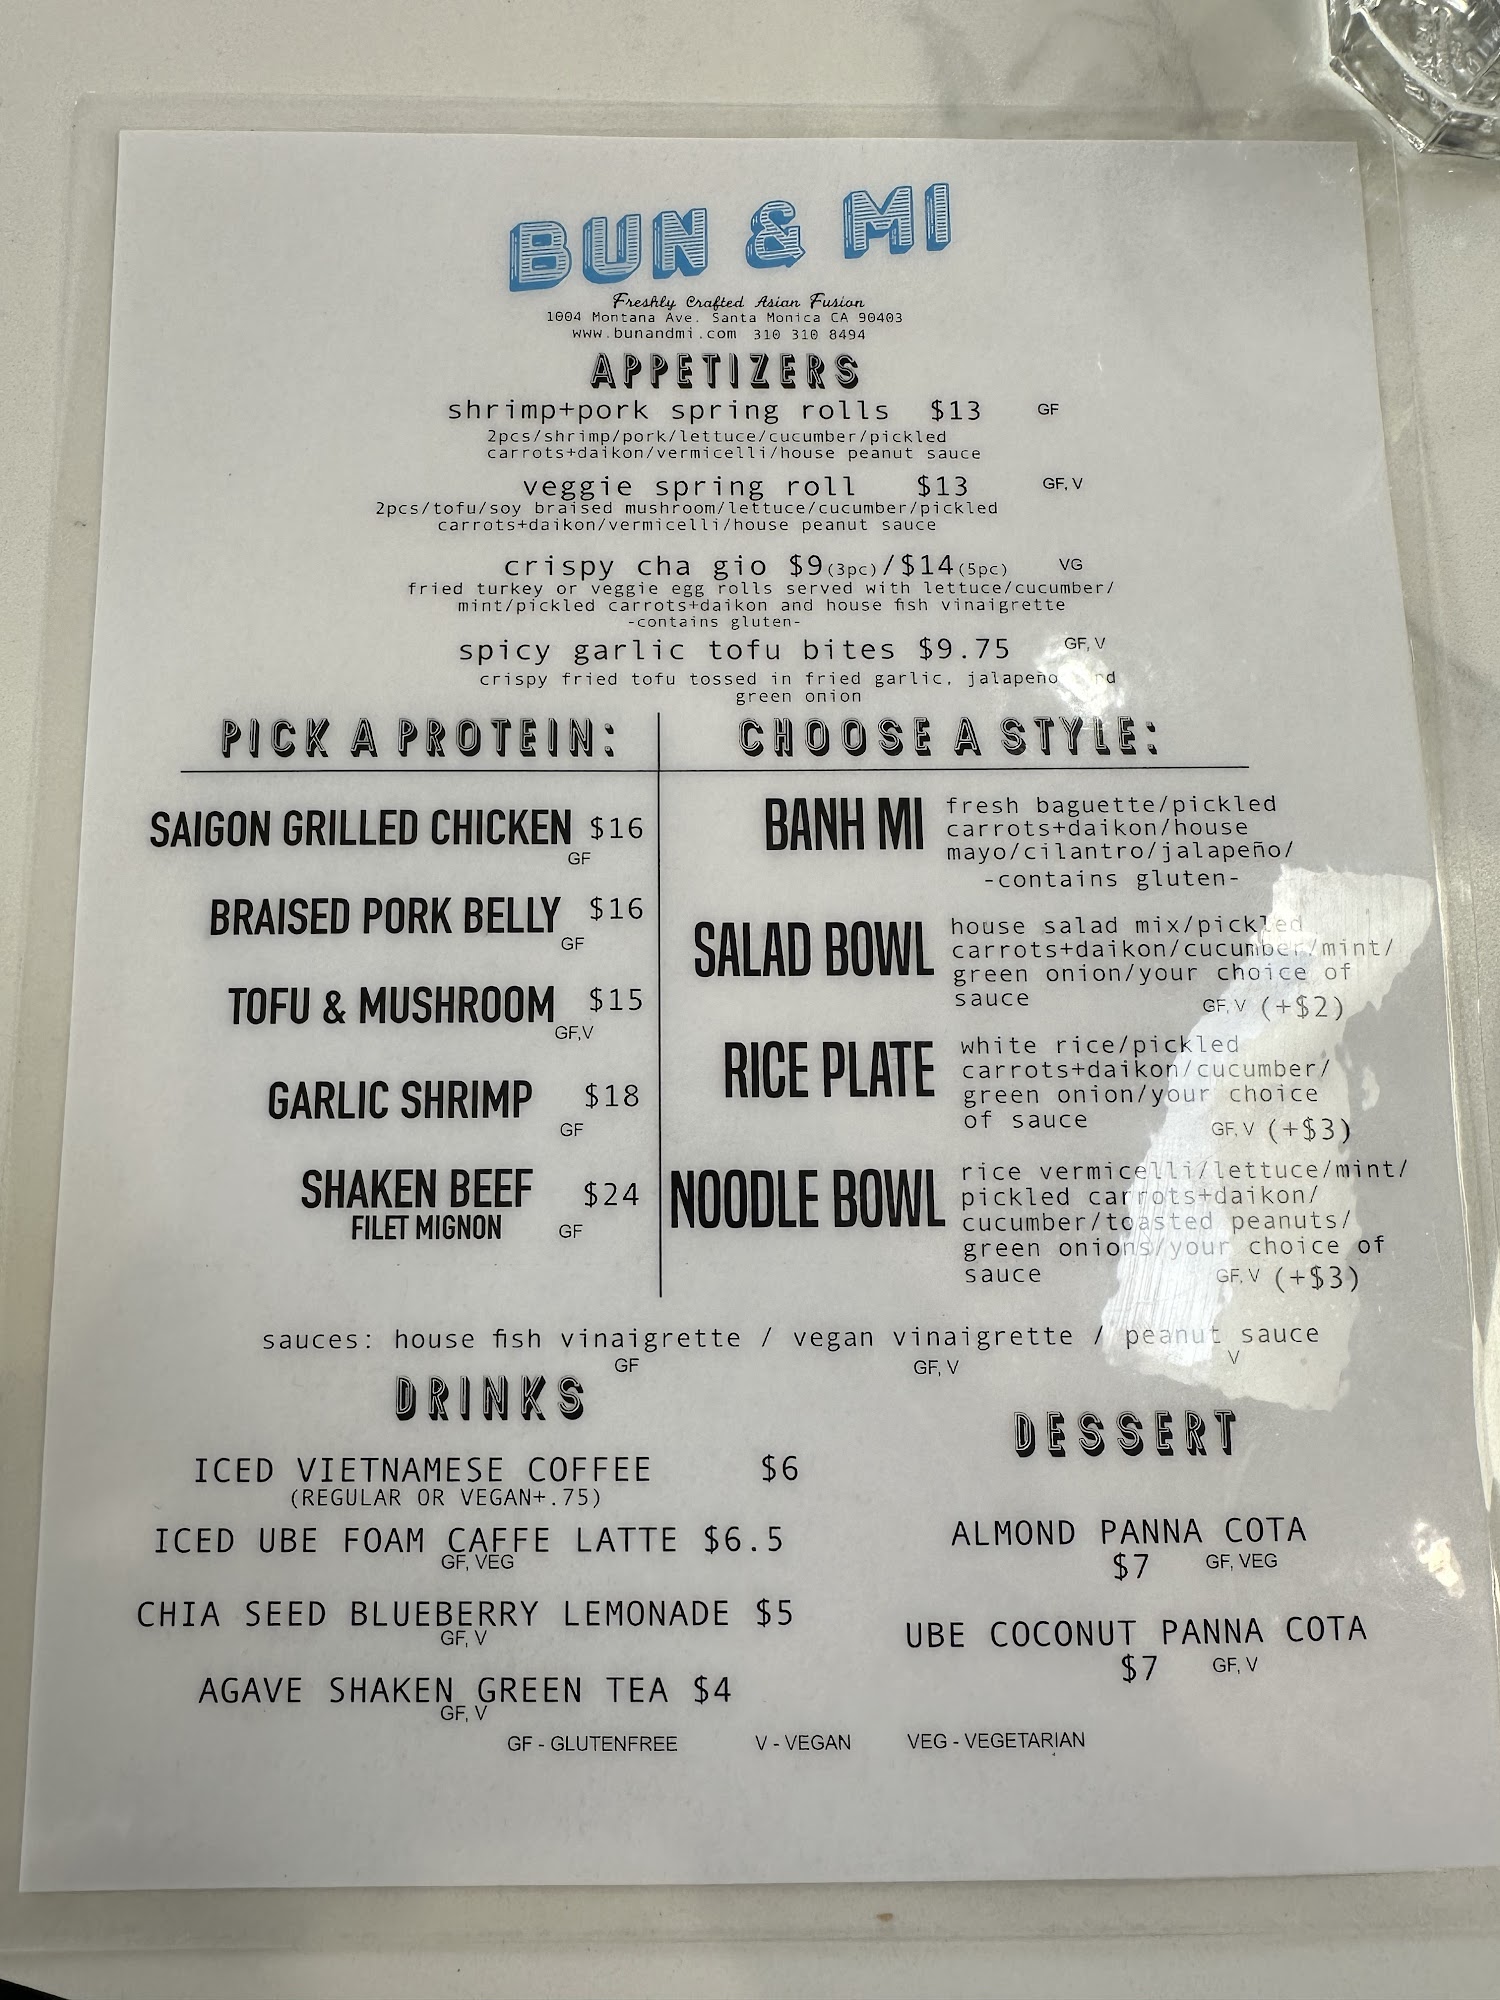 BUN & MI
Freshly Crafted Asian Fusion
1004 Montana Ave. Santa Monica CA 90403
www.bunandmi.com 310 310 8494
APPETIZERS
shrimp+pork spring rolls $13 GF
2pcs/shrimp/pork/lettuce/cucumber/pickled
carrots+daikon/vermicelli/house peanut sauce
veggie spring roll $13 GF, V
2pcs/tofu/soy braised mushroom/lettuce/cucumber/pickled
carrots+daikon/vermicelli/house peanut sauce
crispy cha gio $9(3pc)/$14(5pc) VG
fried turkey or veggie egg rolls served with lettuce/cucumber/
mint/pickled carrots+daikon and house fish vinaigrette
-contains gluten-
spicy garlic tofu bites $9.75 GF, V
crispy fried tofu tossed in fried garlic, jalapeño
green onion
PICK A PROTEIN:
SAIGON GRILLED CHICKEN $16
GF
BRAISED PORK BELLY $16
GF
TOFU & MUSHROOM $15
GF,V
GARLIC SHRIMP $18
GF
SHAKEN BEEF $24
FILET MIGNON GF
CHOOSE A STYLE:
BANH MI fresh baguette/pickled
carrots+daikon/house
mayo/cilantro/jalapeño/
-contains gluten-
SALAD BOWL house salad mix/pickled
carrots+daikon/cucumber/mint/
green onion/your choice of
sauce GF, V (+$2)
RICE PLATE white rice/pickled
carrots+daikon/cucumber/
green onion/your choice
of sauce GF, V (+$3)
NOODLE BOWL rice vermicelli/lettuce/mint/
pickled carrots+daikon/
cucumber/toasted peanuts/
green onions/your choice of
sauce GF, V (+$3)
sauces: house fish vinaigrette / vegan vinaigrette / peanut sauce
GF GF, V V
DRINKS
ICED VIETNAMESE COFFEE $6
(REGULAR OR VEGAN+.75)
ICED UBE FOAM CAFFE LATTE $6.5
GF, VEG
CHIA SEED BLUEBERRY LEMONADE $5
GF, V
AGAVE SHAKEN GREEN TEA $4
GF, V
DESSERT
ALMOND PANNA COTA
$7 GF, VEG
UBE COCONUT PANNA COTA
$7 GF, V
GF - GLUTENFREE V - VEGAN VEG - VEGETARIAN